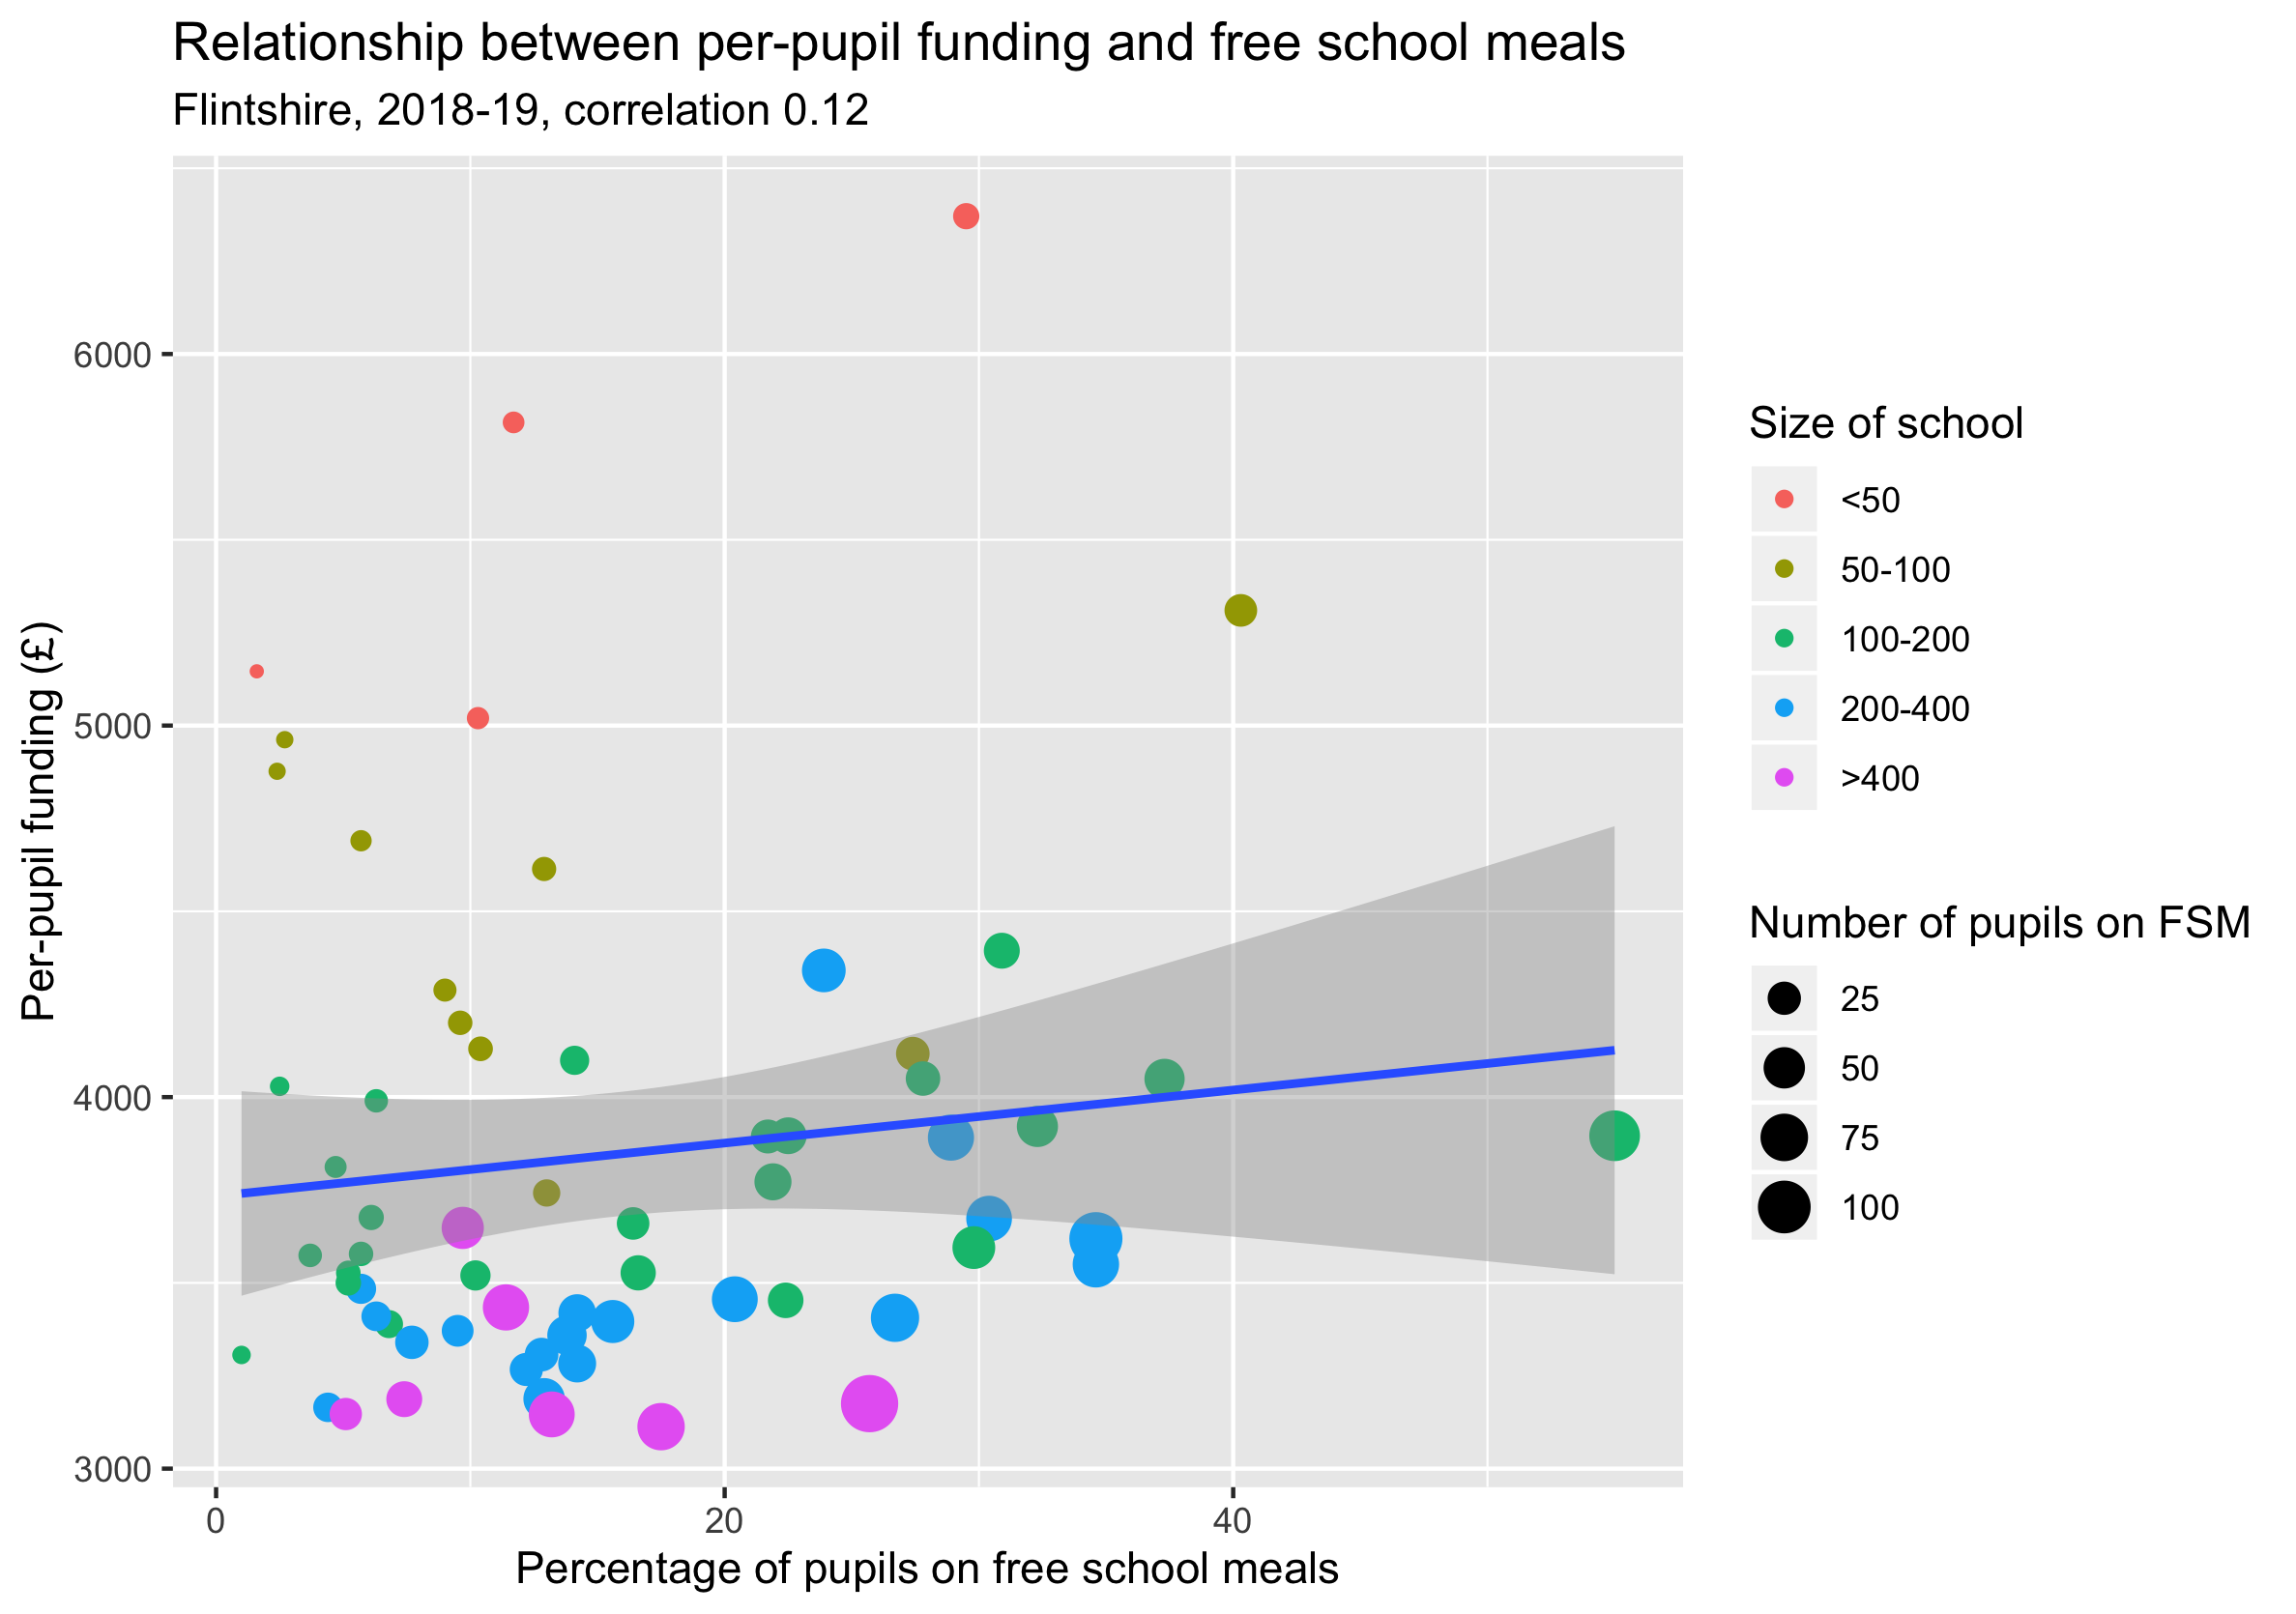 Relationship between per-pupil funding and free school meals
Flintshire, 2018-19, correlation 0.12
Per-pupil funding (£)
6000
5000
4000
3000
0
20
40
Percentage of pupils on free school meals
Size of school
<50
50-100
100-200
200-400
>400
Number of pupils on FSM
25
50
75
100